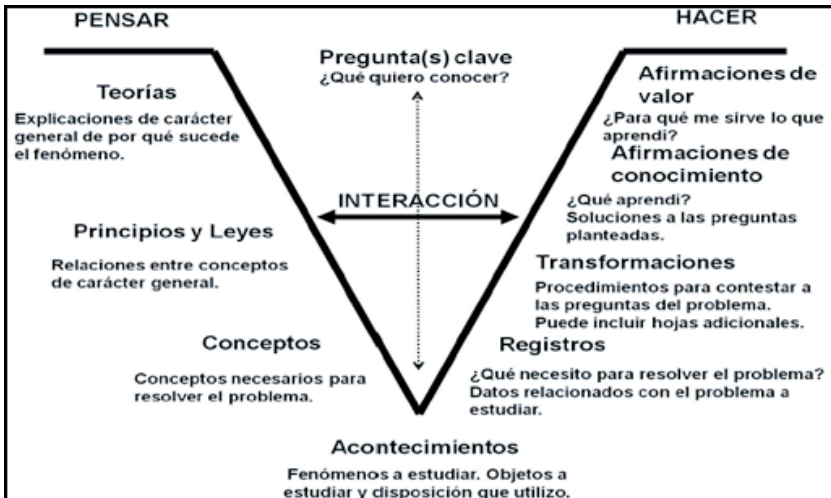 PENSAR
HACER
Pregunta(s) clave
¿Qué quiero conocer?
Teorías
Explicaciones de carácter
general de por qué sucede
el fenómeno.
INTERACCIÓN
Principios y Leyes
Relaciones entre conceptos
de carácter general.
Conceptos
Conceptos necesarios para
resolver el problema.
Afirmaciones de
valor
¿Para qué me sirve lo que
aprendí?
Afirmaciones de
conocimiento
¿Qué aprendí?
Soluciones a las preguntas
planteadas.
Transformaciones
Procedimientos para contestar a
las preguntas del problema.
Puede incluir hojas adicionales.
Registros
¿Qué necesito para resolver el problema?
Datos relacionados con el problema a
estudiar.
Acontecimientos
Fenómenos a estudiar. Objetos a
estudiar y disposición que utilizo.